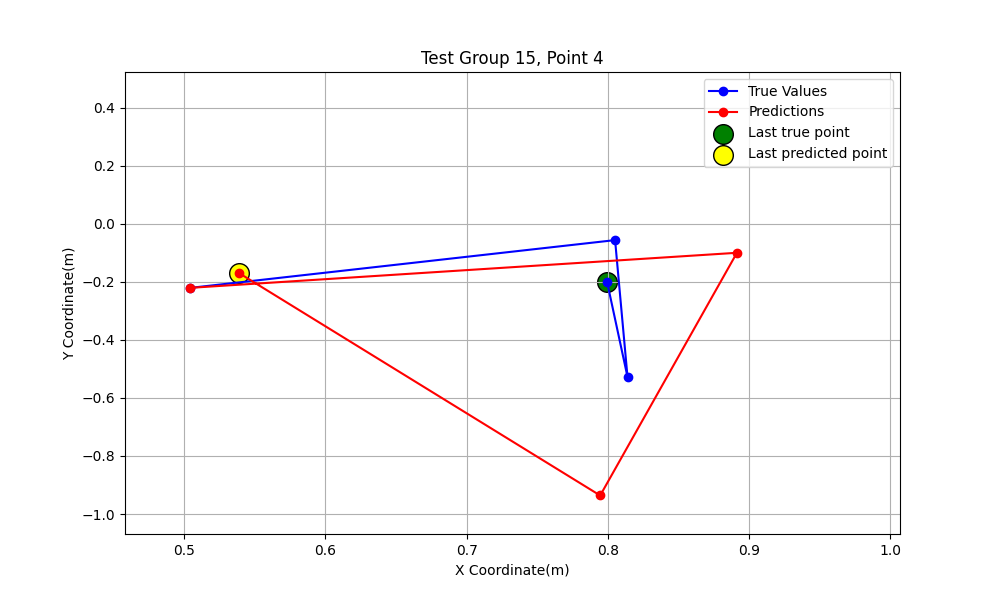 Test Group 15, Point 4
True Values
Predictions
Last true point
Last predicted point
0.4
0.2
0.0
−0.2
−0.4
−0.6
−0.8
−1.0
Y Coordinate(m)
0.5 0.6 0.7 0.8 0.9 1.0
X Coordinate(m)